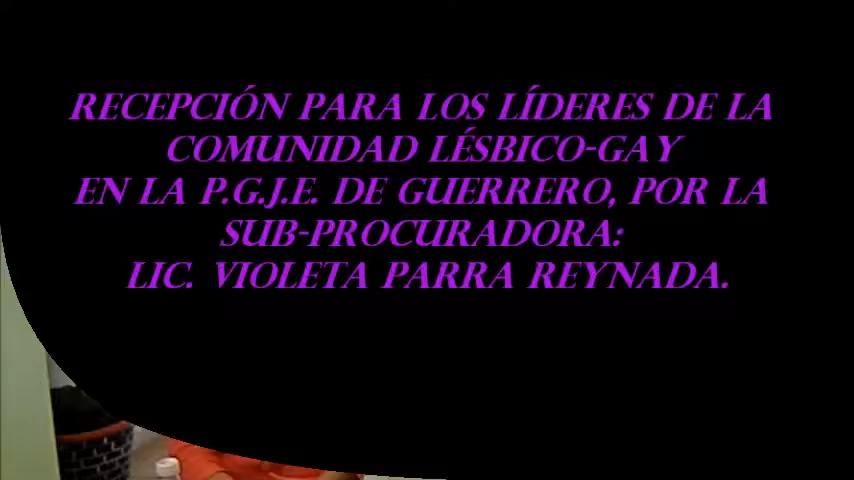 RECEPCIÓN PARA LOS LÍDERES DE LA
COMUNIDAD LÉSBICO-GAY
EN LA P.G.J.E. DE GUERRERO, POR LA
SUB-PROCURADORA:
LIC. VIOLETA PARRA REYNADA.